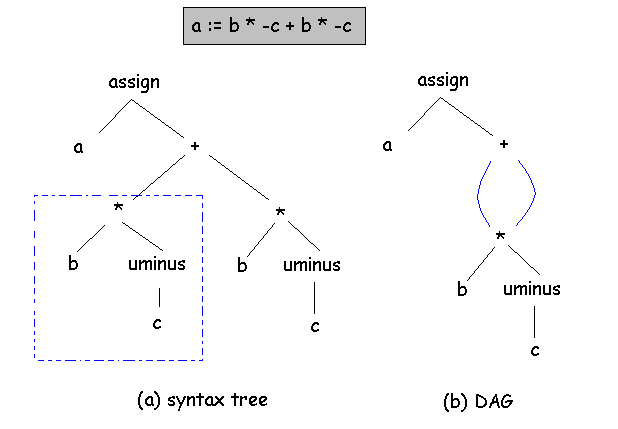 a := b * -c + b * -c
assign
a
+
*
*
b
uminus
b
uminus
c
c
(a) syntax tree
assign
a
+
*
b
uminus
c
(b) DAG